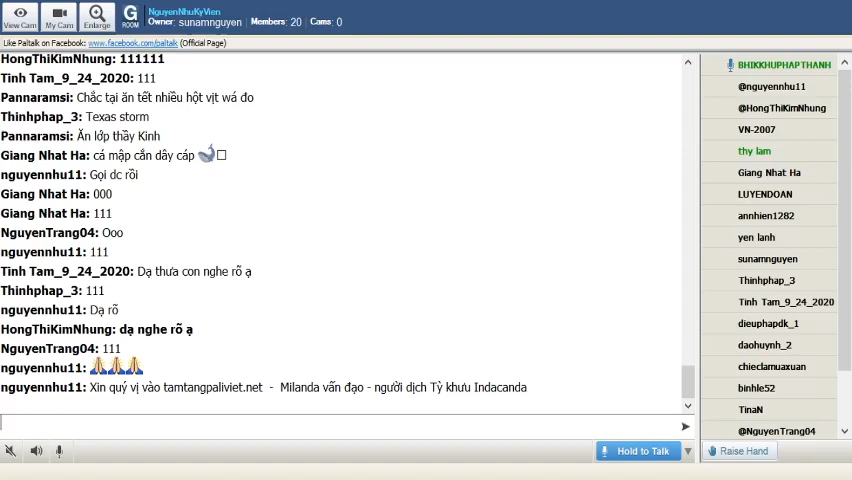 View Cam
My Cam
Enlarge
G
ROOM
NguyenNhuKyVien
Owner: sunamnguyen Members: 20 Cams: 0
Like Paltalk on Facebook: www.facebook.com/paltalk (Official Page)
HongThiKimNhung: 111111
Tinh Tam_9_24_2020: 111
Pannaramsi: Chắc tại ăn tết nhiều hột vịt wá đo
Thinhphap_3: Texas storm
Pannaramsi: Ăn lớp thầy Kinh
Giang Nhat Ha: cá mập cắn dây cáp
nguyennhu11: Gọi dc rồi
Giang Nhat Ha: 000
Giang Nhat Ha: 111
NguyenTrang04: Ooo
nguyennhu11: 111
Tinh Tam_9_24_2020: Dạ thưa con nghe rõ ạ
Thinhphap_3: 111
nguyennhu11: Dạ rõ
HongThiKimNhung: dạ nghe rõ ạ
NguyenTrang04: 111
nguyennhu11: 🙏🙏🙏
nguyennhu11: Xin quý vị vào tamtangpaliviet.net - Milanda vấn đạo - người dịch Tỳ khưu Indacanda
Hold to Talk
BHIKKHUPHAPTHANH
@nguyennhu11
@HongThiKimNhung
VN-2007
thy lam
Giang Nhat Ha
LUYENDOAN
annhien1282
yen lanh
sunamnguyen
Thinhphap_3
Tinh Tam_9_24_2020
dieuphapdk_1
daohuynh_2
chieclamuaxuan
binhle52
TinaN
@NguyenTrang04
Raise Hand